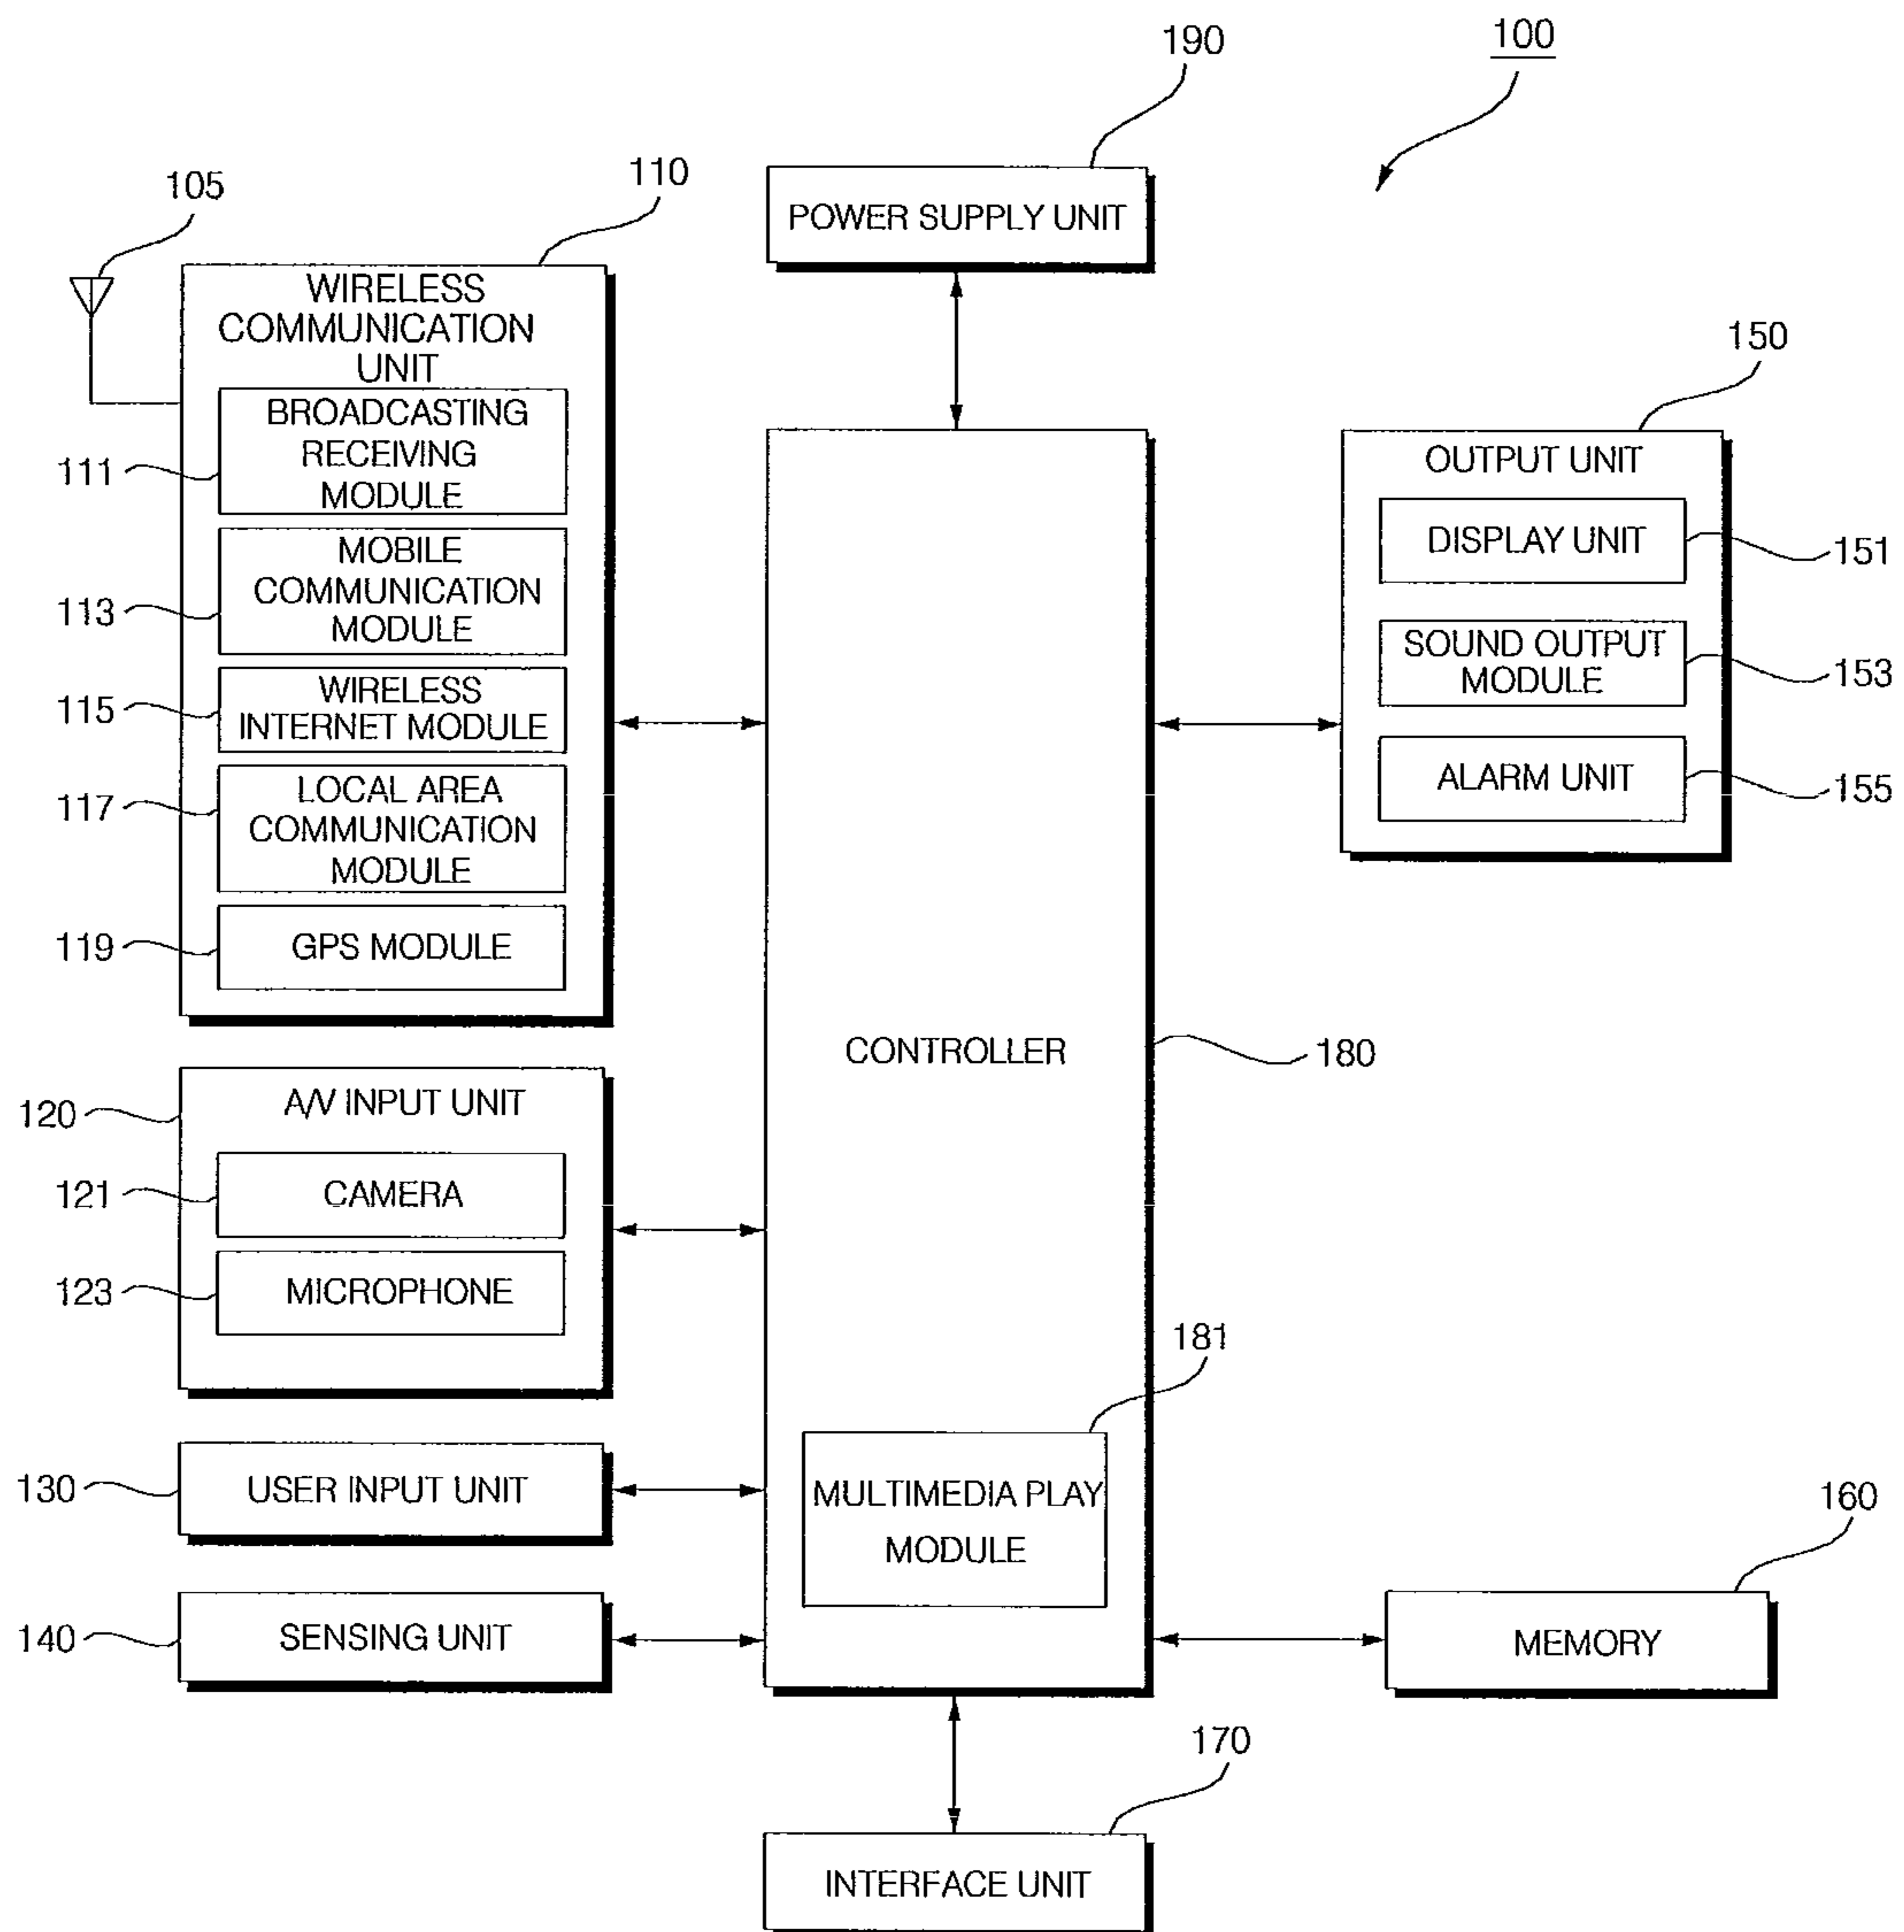 100
190
POWER SUPPLY UNIT
105
110
WIRELESS
COMMUNICATION
UNIT
BROADCASTING
RECEIVING
MODULE
111
MOBILE
COMMUNICATION
MODULE
113
WIRELESS
INTERNET MODULE
115
LOCAL AREA
COMMUNICATION
MODULE
117
GPS MODULE
119
A/V INPUT UNIT
120
CAMERA
121
MICROPHONE
123
USER INPUT UNIT
130
SENSING UNIT
140
CONTROLLER
180
181
MULTIMEDIA PLAY
MODULE
150
OUTPUT UNIT
DISPLAY UNIT
151
SOUND OUTPUT
MODULE
153
ALARM UNIT
155
160
MEMORY
170
INTERFACE UNIT